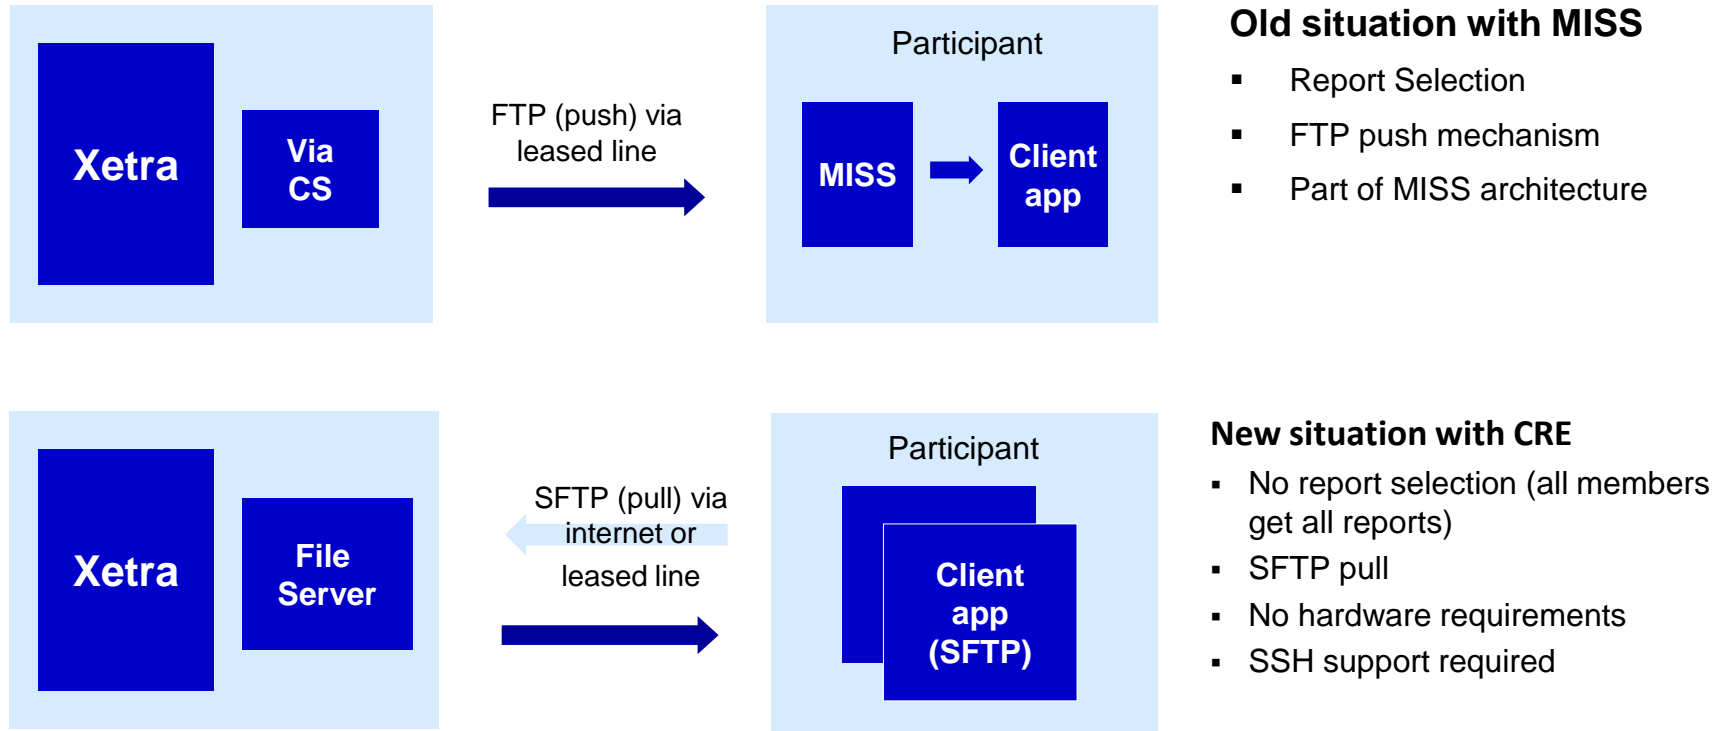 Xetra
Via
CS
FTP (push) via
leased line
Participant
MISS
Client
app
Old situation with MISS
▪ Report Selection
▪ FTP push mechanism
▪ Part of MISS architecture
Xetra
File
Server
SFTP (pull) via
internet or
leased line
Participant
Client
app
(SFTP)
New situation with CRE
▪ No report selection (all members
get all reports)
▪ SFTP pull
▪ No hardware requirements
▪ SSH support required